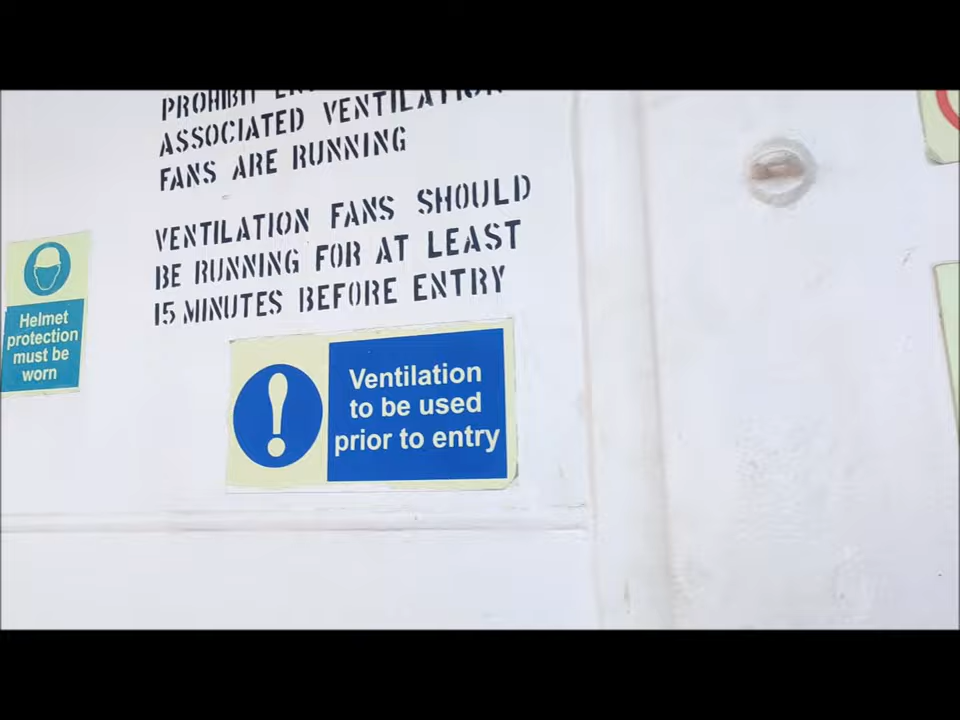 PROHIBIT
ASSOCIATED VENTILATION
FANS ARE RUNNING
VENTILATION FANS SHOULD
BE RUNNING FOR AT LEAST
15 MINUTES BEFORE ENTRY
Helmet
protection
must be
worn
Ventilation
to be used
prior to entry